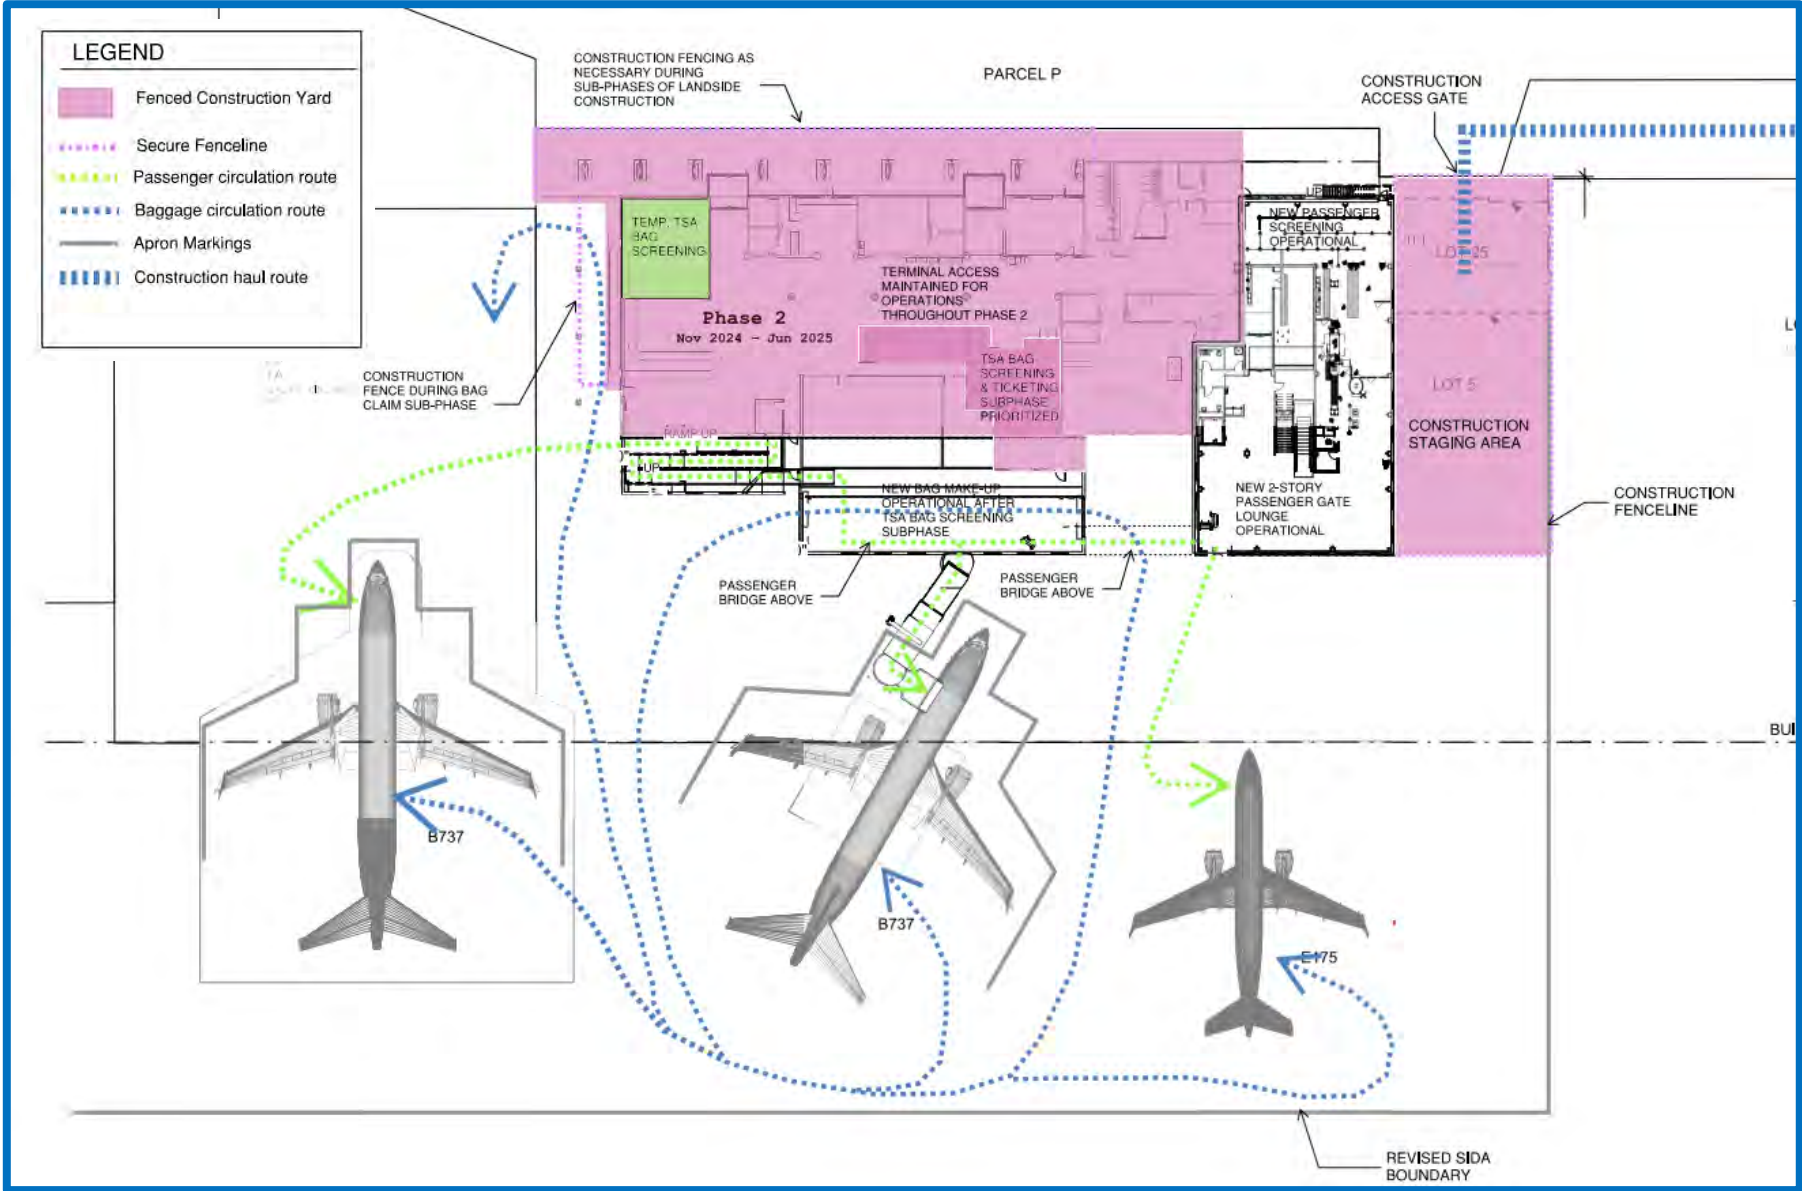 LEGEND
Fenced Construction Yard
Secure Fenceline
Passenger circulation route
Baggage circulation route
Apron Markings
Construction haul route
CONSTRUCTION FENCING AS
NECESSARY DURING
SUB-PHASES OF LANDSIDE
CONSTRUCTION
PARCEL P
CONSTRUCTION
ACCESS GATE
TEMP. TSA
BAG
SCREENING
UP
NEW PASSENGER
SCREENING
OPERATIONAL
LOT 25
TERMINAL ACCESS
MAINTAINED FOR
OPERATIONS
THROUGHOUT PHASE 2
Phase 2
Nov 2024 - Jun 2025
TSA BAG
SCREENING
& TICKETING
SUBPHASE
PRIORITIZED
CONSTRUCTION
FENCE DURING BAG
CLAIM SUB-PHASE
LOT 5
CONSTRUCTION
STAGING AREA
RAMP UP
UP
NEW BAG MAKE-UP
OPERATIONAL AFTER
TSA BAG SCREENING
SUBPHASE
NEW 2-STORY
PASSENGER GATE
LOUNGE
OPERATIONAL
CONSTRUCTION
FENCELINE
PASSENGER
BRIDGE ABOVE
PASSENGER
BRIDGE ABOVE
BUI
B737
B737
E175
REVISED SIDA
BOUNDARY